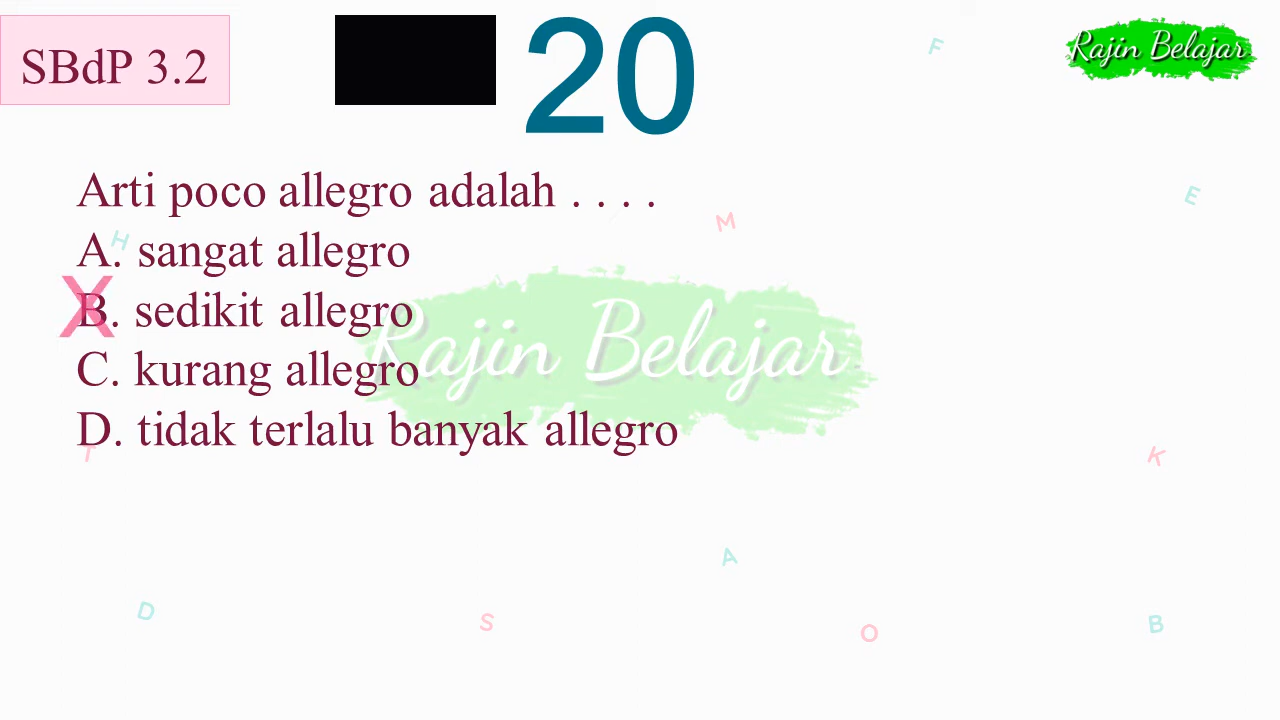 SBdP 3.2
20
Rajin Belajar
Arti poco allegro adalah . . . .
A. sangat allegro
B. sedikit allegro
C. kurang allegro
D. tidak terlalu banyak allegro
X
Rajin Belajar
F
E
M
H
T
K
A
D
S
O
B